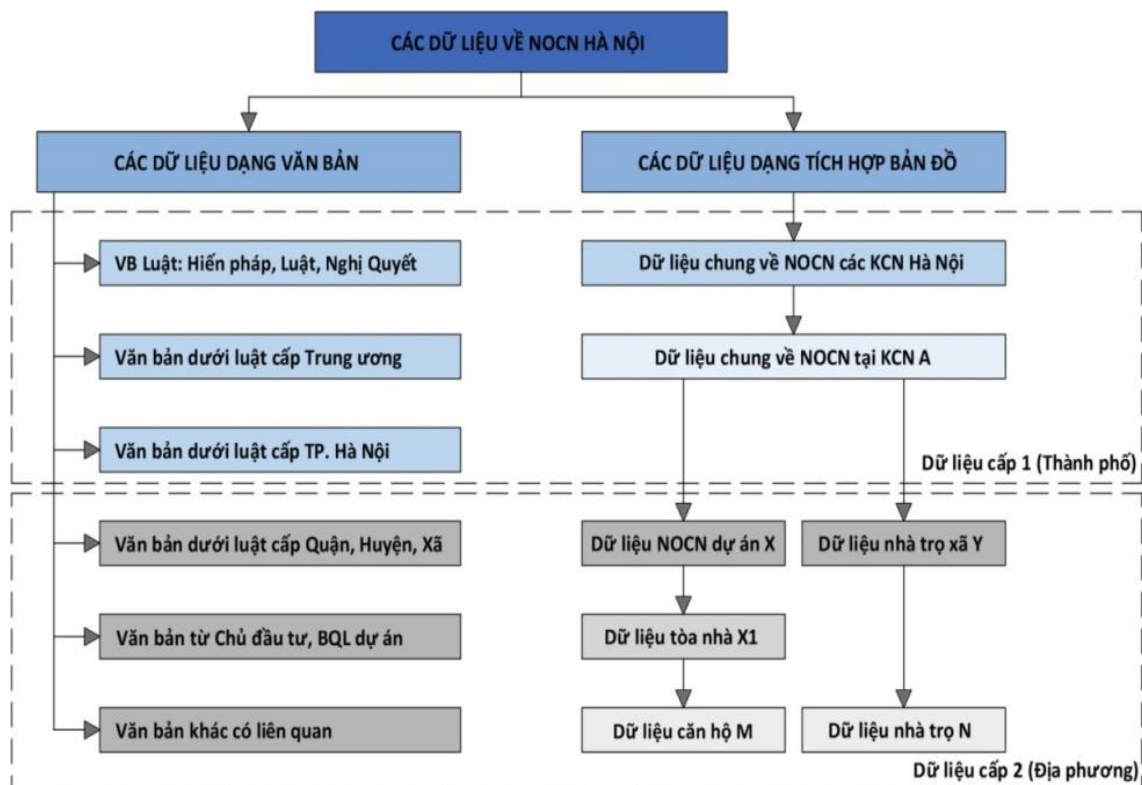 CÁC DỮ LIỆU VỀ NOCN HÀ NỘI
CÁC DỮ LIỆU DẠNG VĂN BẢN
CÁC DỮ LIỆU DẠNG TÍCH HỢP BẢN ĐỒ
VB Luật: Hiến pháp, Luật, Nghị Quyết
Dữ liệu chung về NOCN các KCN Hà Nội
Văn bản dưới luật cấp Trung ương
Dữ liệu chung về NOCN tại KCN A
Văn bản dưới luật cấp TP. Hà Nội
Dữ liệu cấp 1 (Thành phố)
Văn bản dưới luật cấp Quận, Huyện, Xã
Dữ liệu NOCN dự án X
Dữ liệu nhà trọ xã Y
Văn bản từ Chủ đầu tư, BQL dự án
Dữ liệu tòa nhà X1
Văn bản khác có liên quan
Dữ liệu căn hộ M
Dữ liệu nhà trọ N
Dữ liệu cấp 2 (Địa phương)